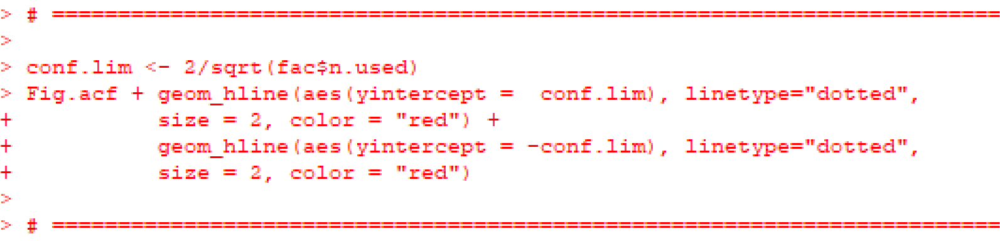 > # ========================================================================
>
> conf.lim <- 2/sqrt(fac$n.used)
> Fig.acf + geom_hline(aes(yintercept =  conf.lim), linetype="dotted",
+           size = 2, color = "red") +
+           geom_hline(aes(yintercept = -conf.lim), linetype="dotted",
+           size = 2, color = "red")
>
> # ========================================================================